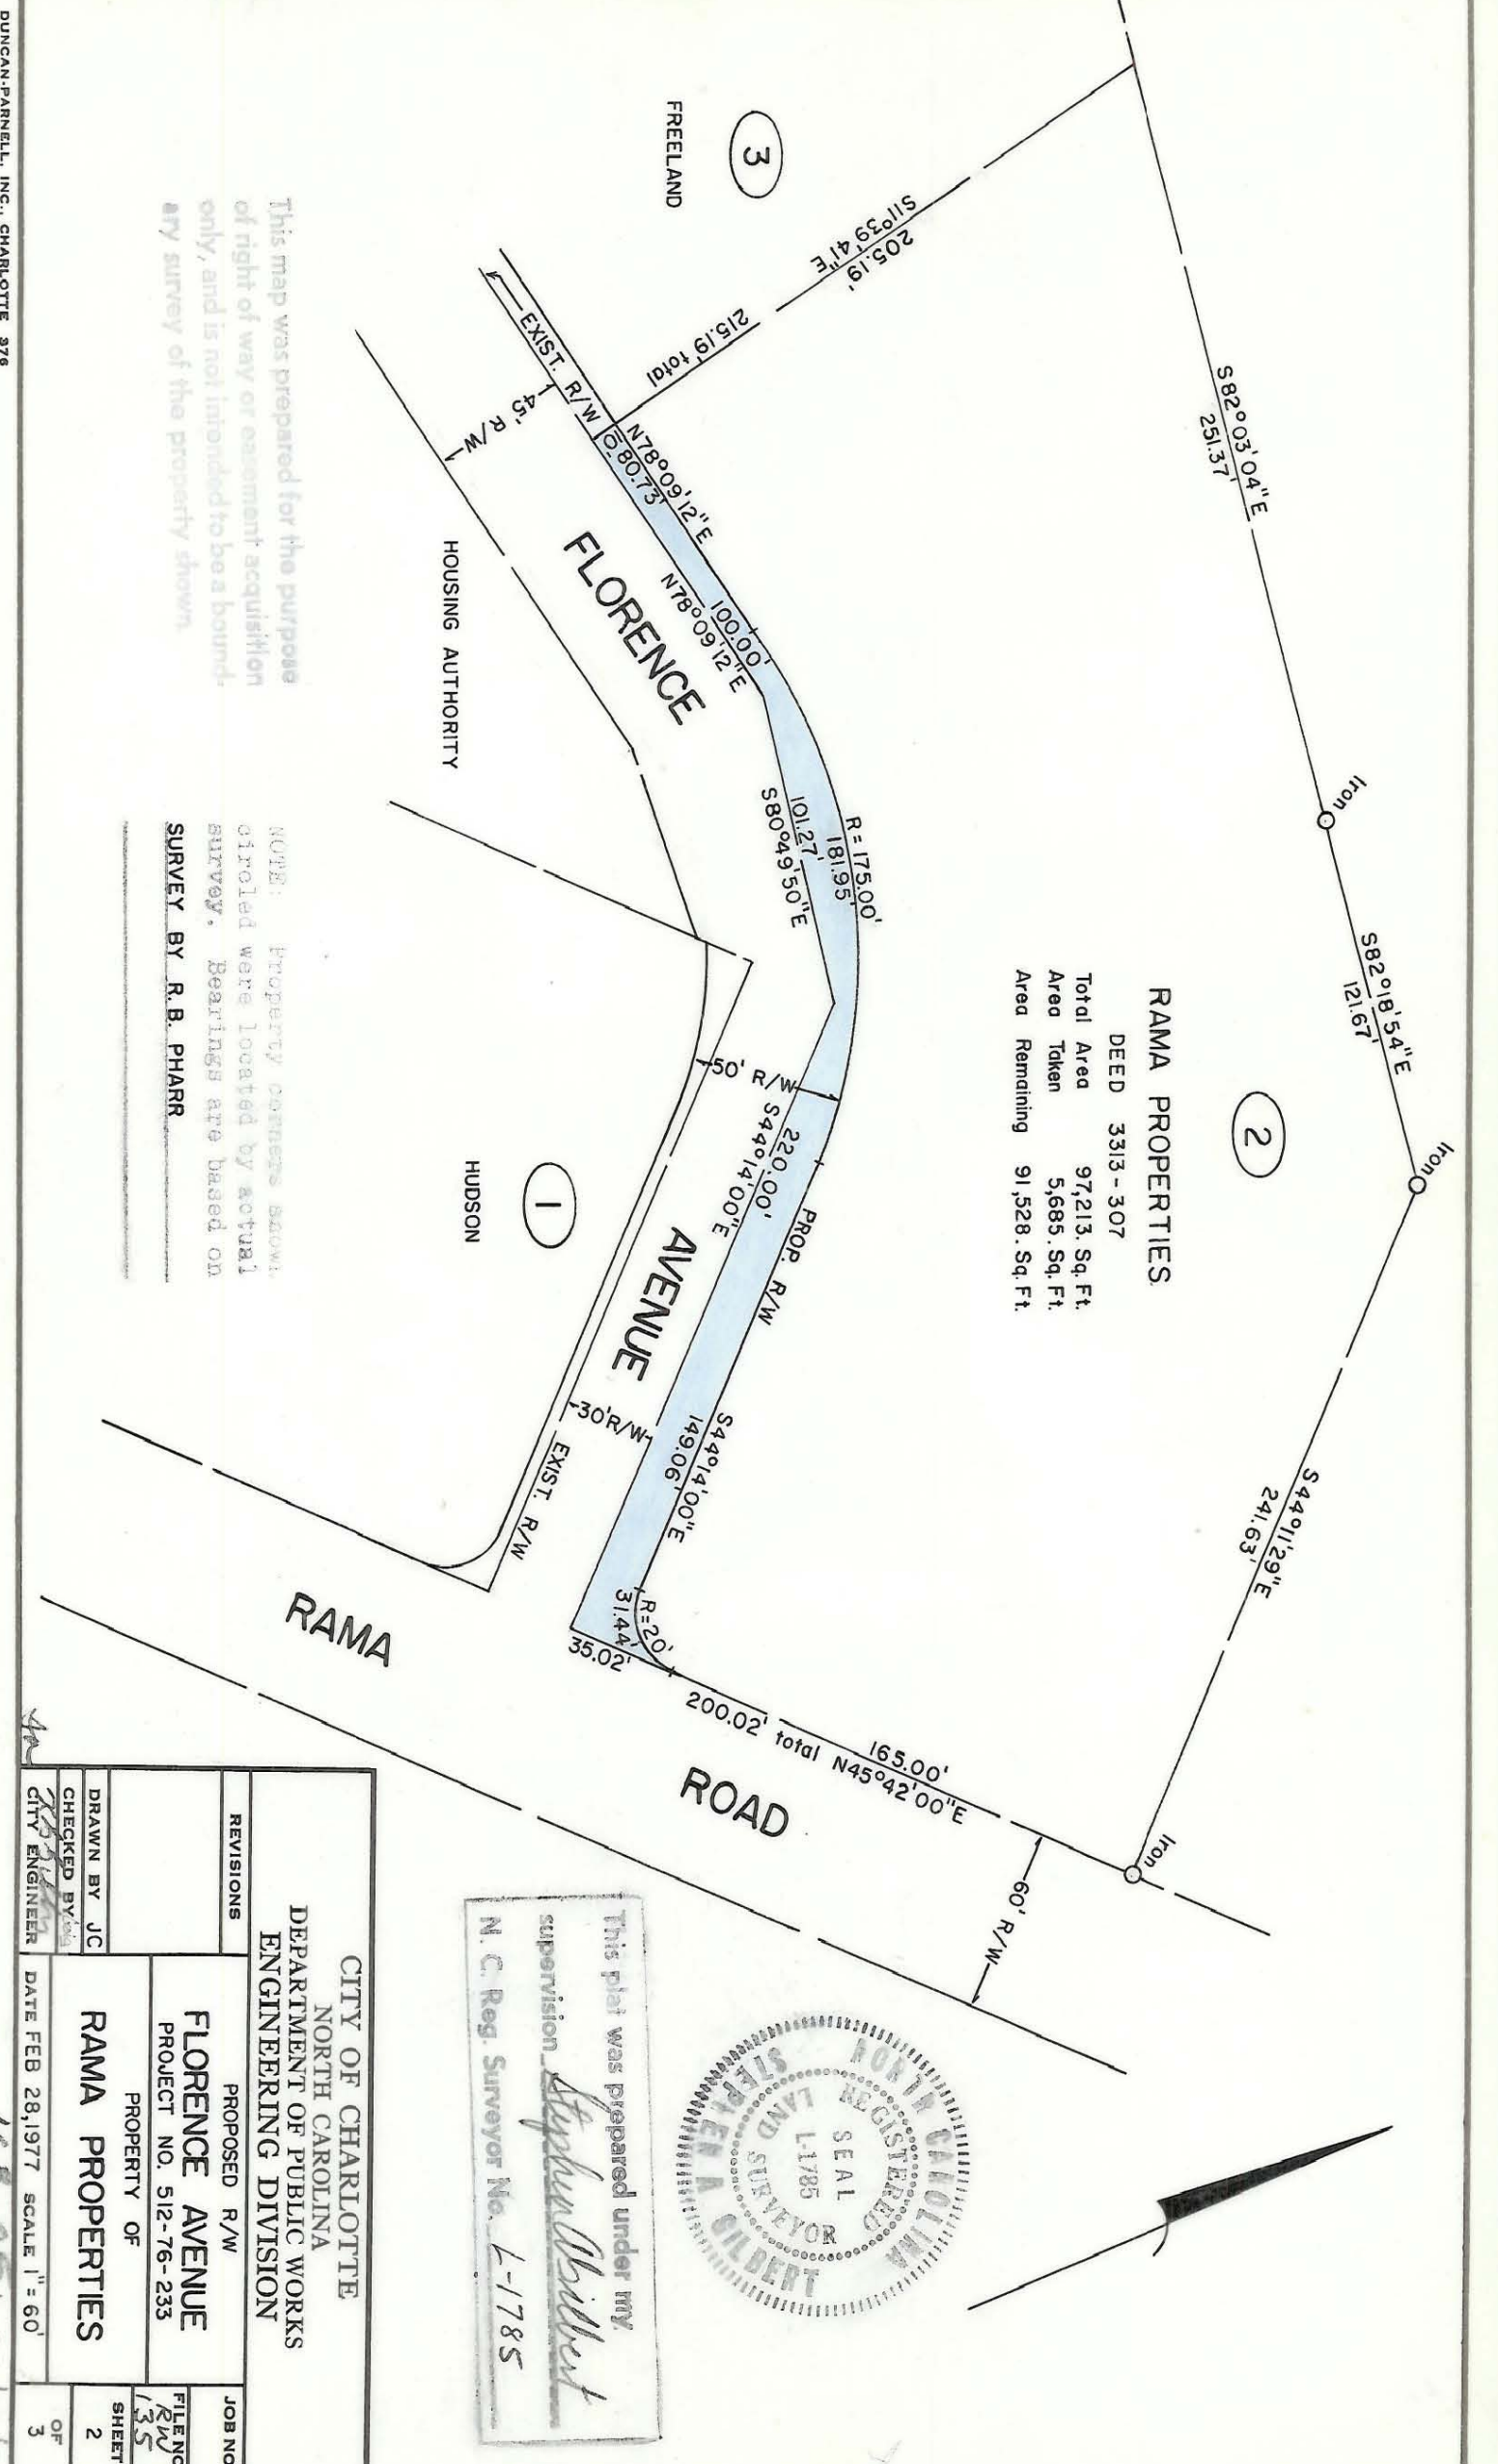 S82°03'04"E
251.37'
Iron
S82°18'54"E
121.67'
Iron
S44°11'29"E
241.63'
Iron
2
RAMA PROPERTIES
DEED 3313-307
Total Area 97,213. Sq. Ft.
Area Taken 5,685. Sq. Ft.
Area Remaining 91,528. Sq. Ft.
S11°39'41"E
205.19'
215.19' total
3
FREELAND
EXIST. R/W
45' R/W
10
N78°09'12"E
80.73'
100.00'
N78°09'12"E
R = 175.00'
181.95'
101.27'
S80°49'50"E
FLORENCE
AVENUE
50' R/W
220.00'
S44°14'00"E
PROP. R/W
S44°14'00"E
149.06'
30' R/W
EXIST. R/W
R=20'
31.44'
35.02'
200.02' total N45°42'00"E
165.00'
60' R/W
RAMA
ROAD
HOUSING AUTHORITY
1
HUDSON
This map was prepared for the purpose
of right of way or easement acquisition
only, and is not intended to be a bound-
ary survey of the property shown.
NOTE: Property corners shown
circled were located by actual
survey. Bearings are based on
SURVEY BY R.B. PHARR
This plat was prepared under my
supervision Stephen A Gilbert
N. C. Reg. Surveyor No. L-1785
NORTH CAROLINA
REGISTERED
SEAL
L-1785
LAND SURVEYOR
STEPHEN A GILBERT
CITY OF CHARLOTTE
NORTH CAROLINA
DEPARTMENT OF PUBLIC WORKS
ENGINEERING DIVISION
REVISIONS
PROPOSED R/W
FLORENCE AVENUE
PROJECT NO. 512-76-233
PROPERTY OF
RAMA PROPERTIES
JOB NO
FILE NO
RW
135
SHEET
2
OF
3
DRAWN BY JC
CHECKED BY
CITY ENGINEER
DATE FEB 28,1977 SCALE 1"=60'
DUNCAN-PARNELL, INC., CHARLOTTE 376